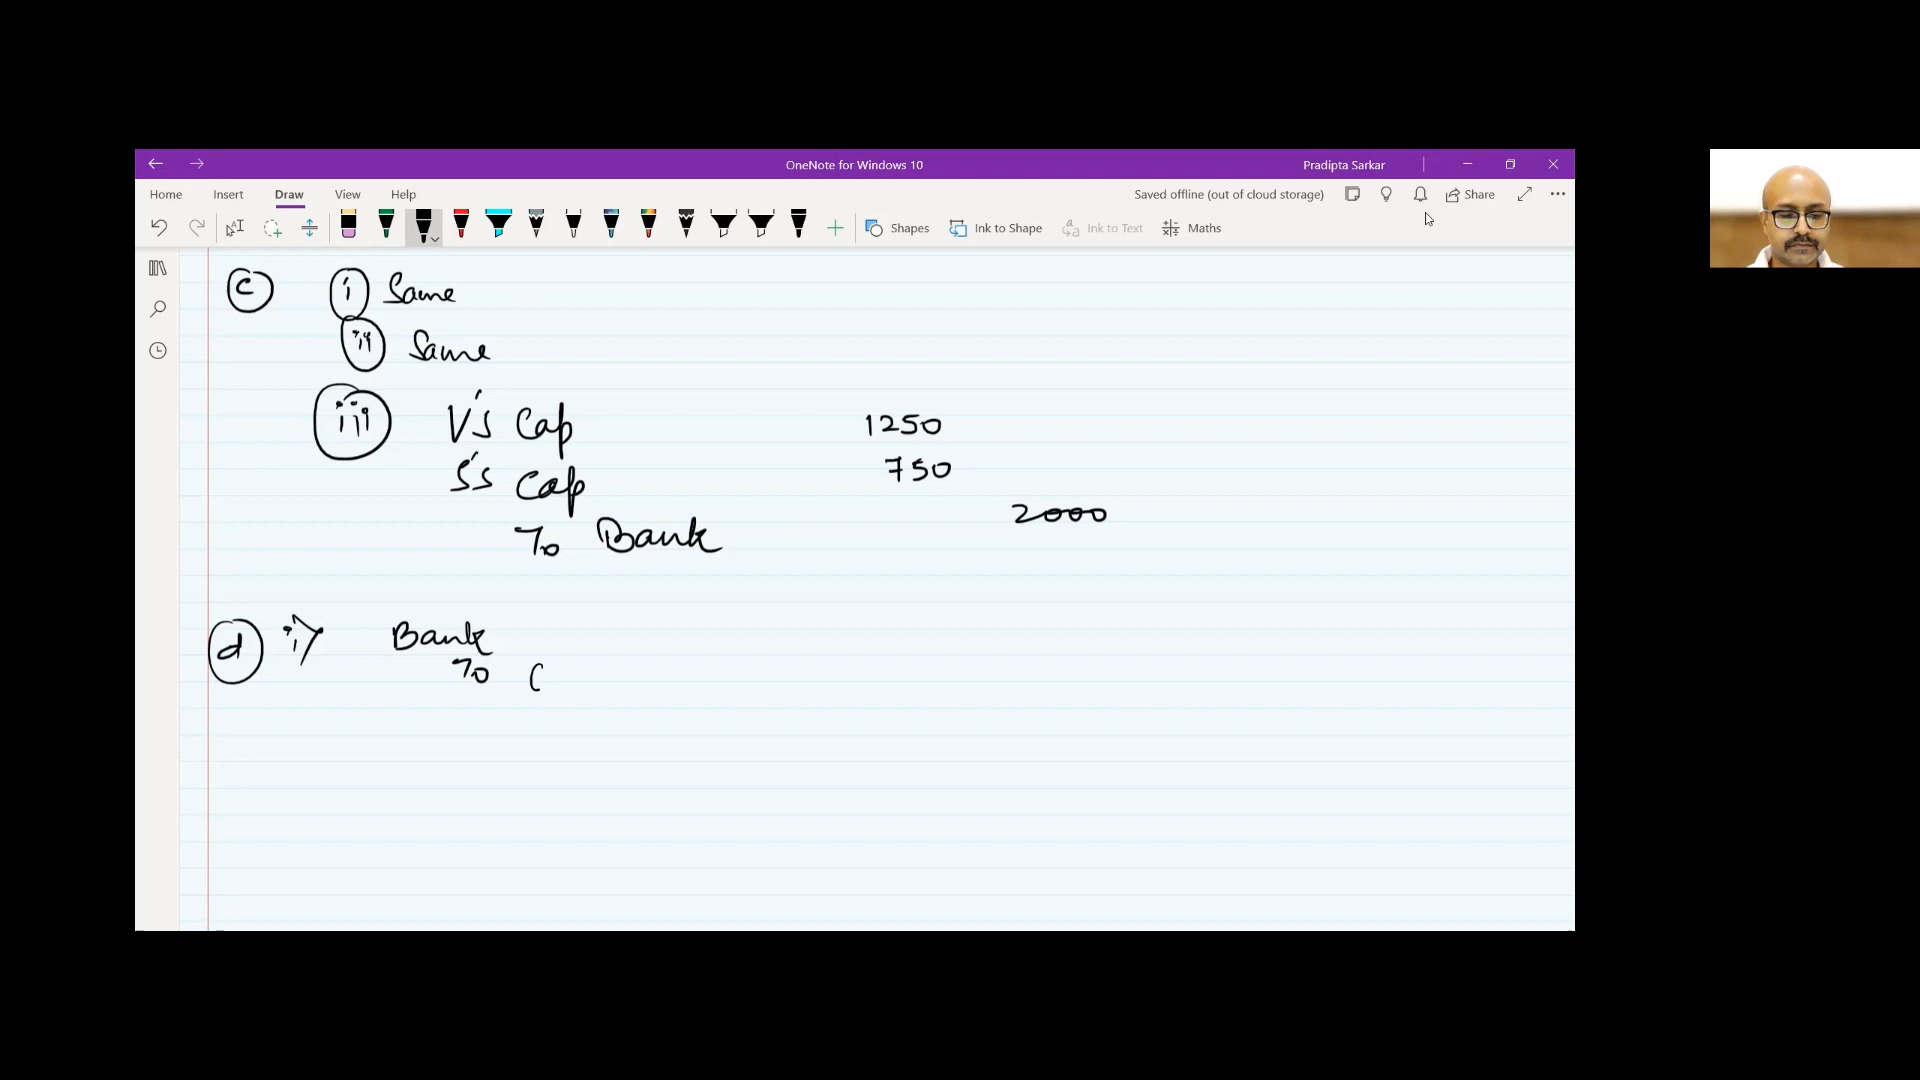 OneNote for Windows 10
Pradipta Sarkar
Home Insert Draw View Help
Saved offline (out of cloud storage)
Share
Shapes Ink to Shape Ink to Text Maths
c i Same
ii Same
iii V's Cap 1250
S's Cap 750
To Bank 2000
d i) Bank
To (